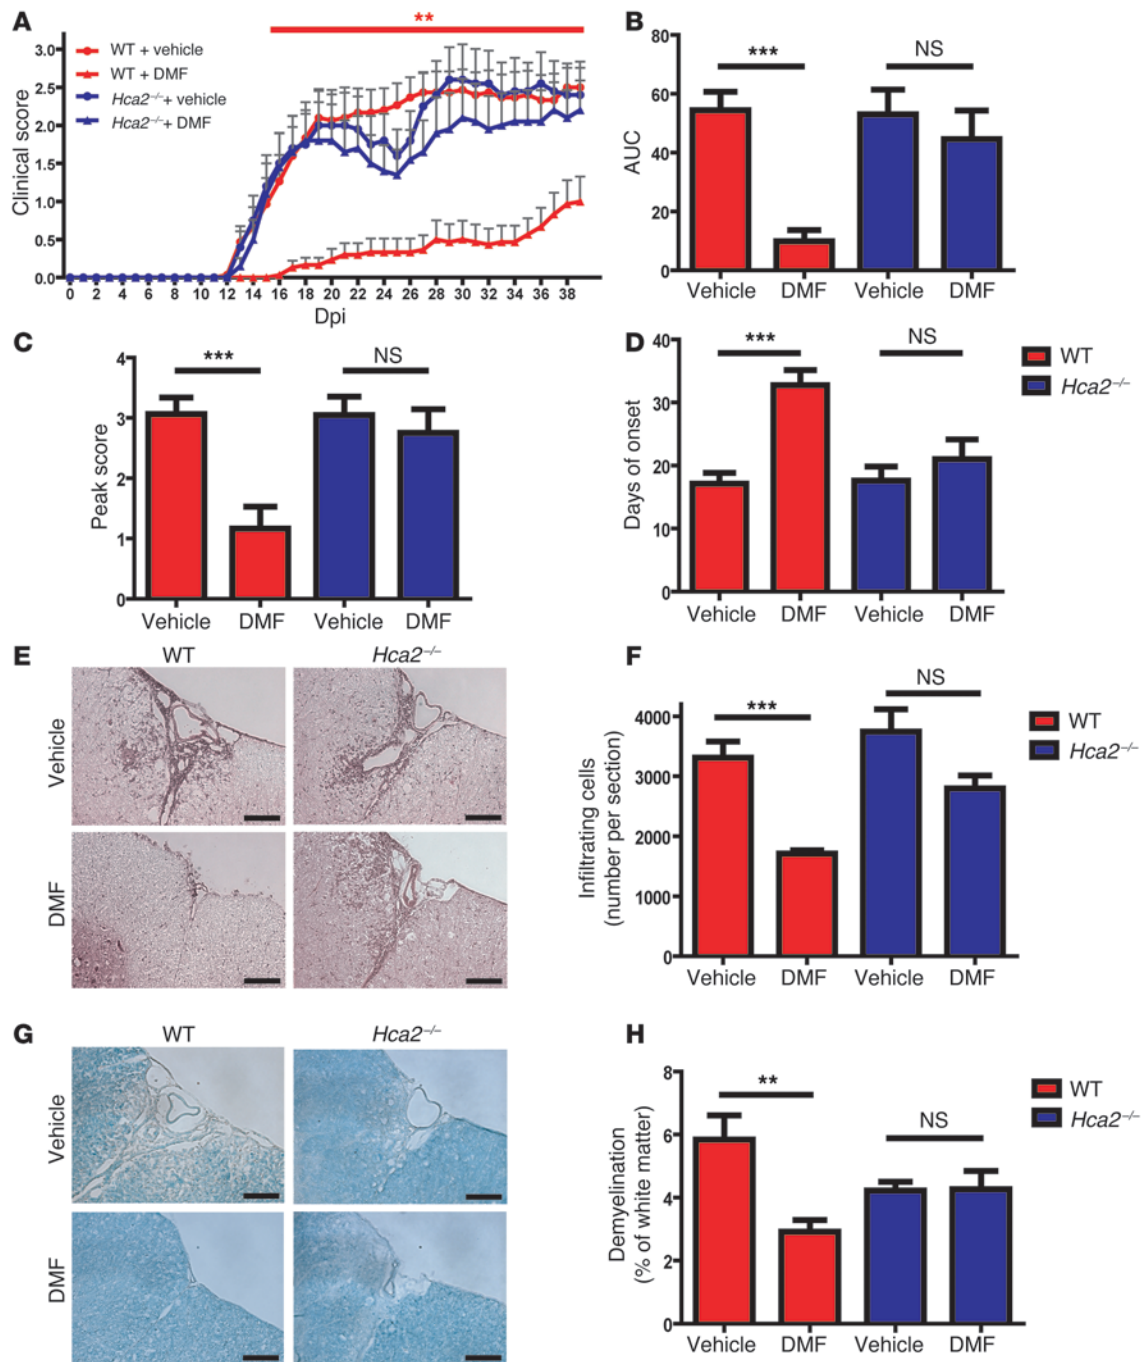 A
**
3.0
2.5
2.0
1.5
1.0
0.5
0.0
Clinical score
WT + vehicle
WT + DMF
Hca2–/–+ vehicle
Hca2–/–+ DMF
0 2 4 6 8 10 12 14 16 18 20 22 24 26 28 30 32 34 36 38
Dpi
B
80
60
40
20
0
AUC
***
NS
Vehicle DMF Vehicle DMF
C
4
3
2
1
0
Peak score
***
NS
Vehicle DMF Vehicle DMF
D
40
30
20
10
0
Days of onset
***
NS
Vehicle DMF Vehicle DMF
WT
Hca2–/–
E
WT Hca2–/–
Vehicle
DMF
F
4000
3000
2000
1000
0
Infiltrating cells
(number per section)
***
NS
Vehicle DMF Vehicle DMF
WT
Hca2–/–
G
WT Hca2–/–
Vehicle
DMF
H
8
6
4
2
0
Demyelination
(% of white matter)
**
NS
Vehicle DMF Vehicle DMF
WT
Hca2–/–